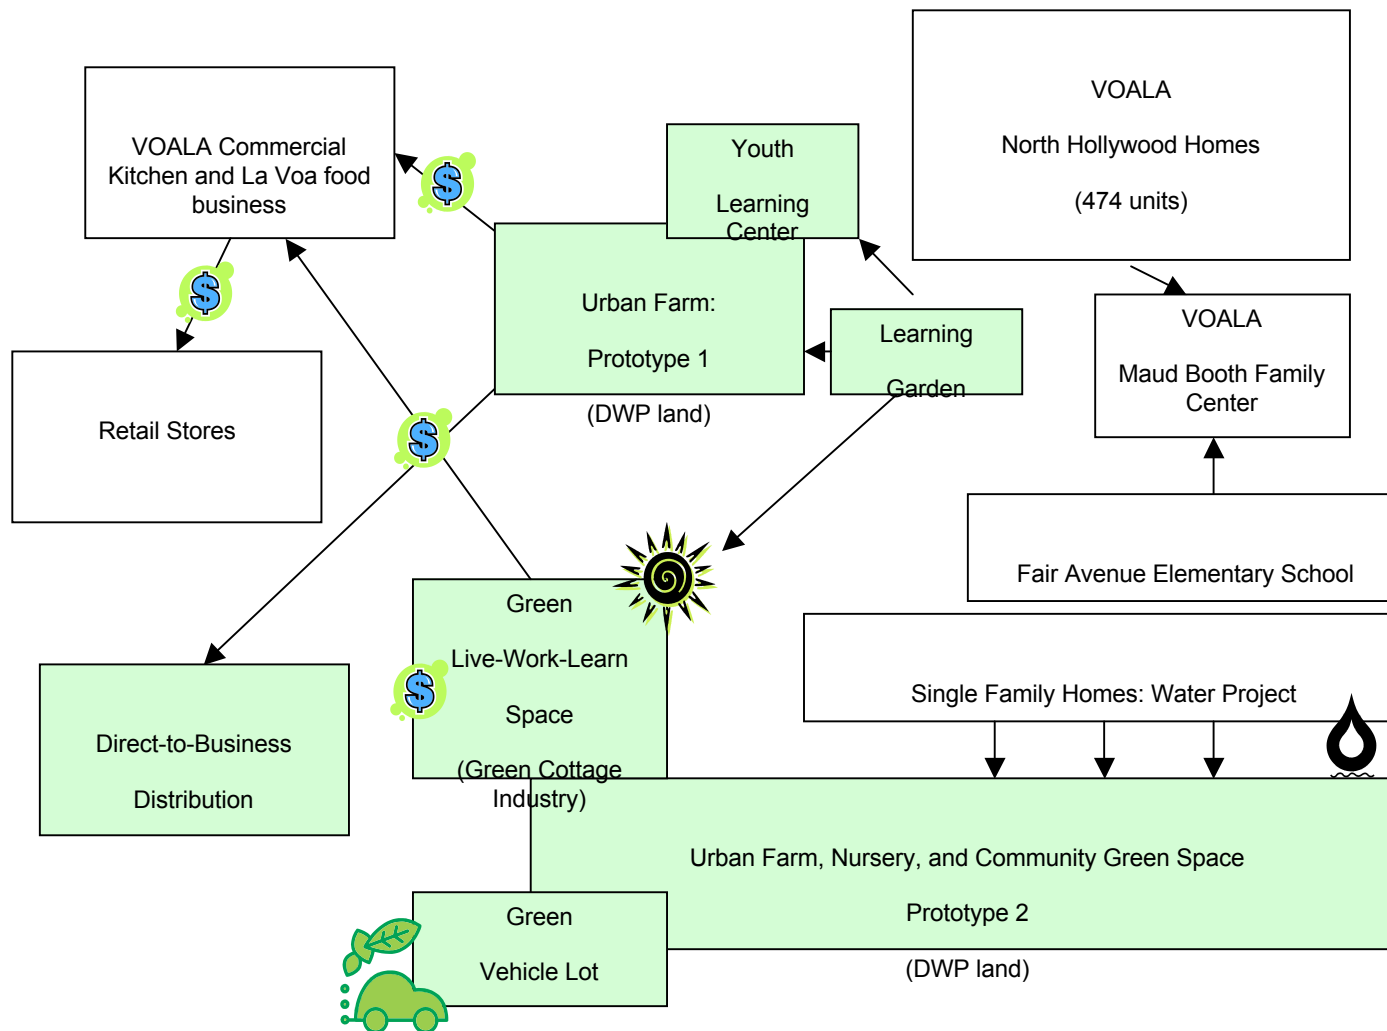 VOALA
North Hollywood Homes
(474 units)
VOALA Commercial
Kitchen and La Voa food
business
Youth
Learning
Center
Urban Farm:
Prototype 1
(DWP land)
Learning
Garden
VOALA
Maud Booth Family
Center
Retail Stores
$
$
$
$
Fair Avenue Elementary School
Green
Live-Work-Learn
Space
(Green Cottage
Industry)
Single Family Homes: Water Project
Direct-to-Business
Distribution
Urban Farm, Nursery, and Community Green Space
Prototype 2
(DWP land)
Green
Vehicle Lot